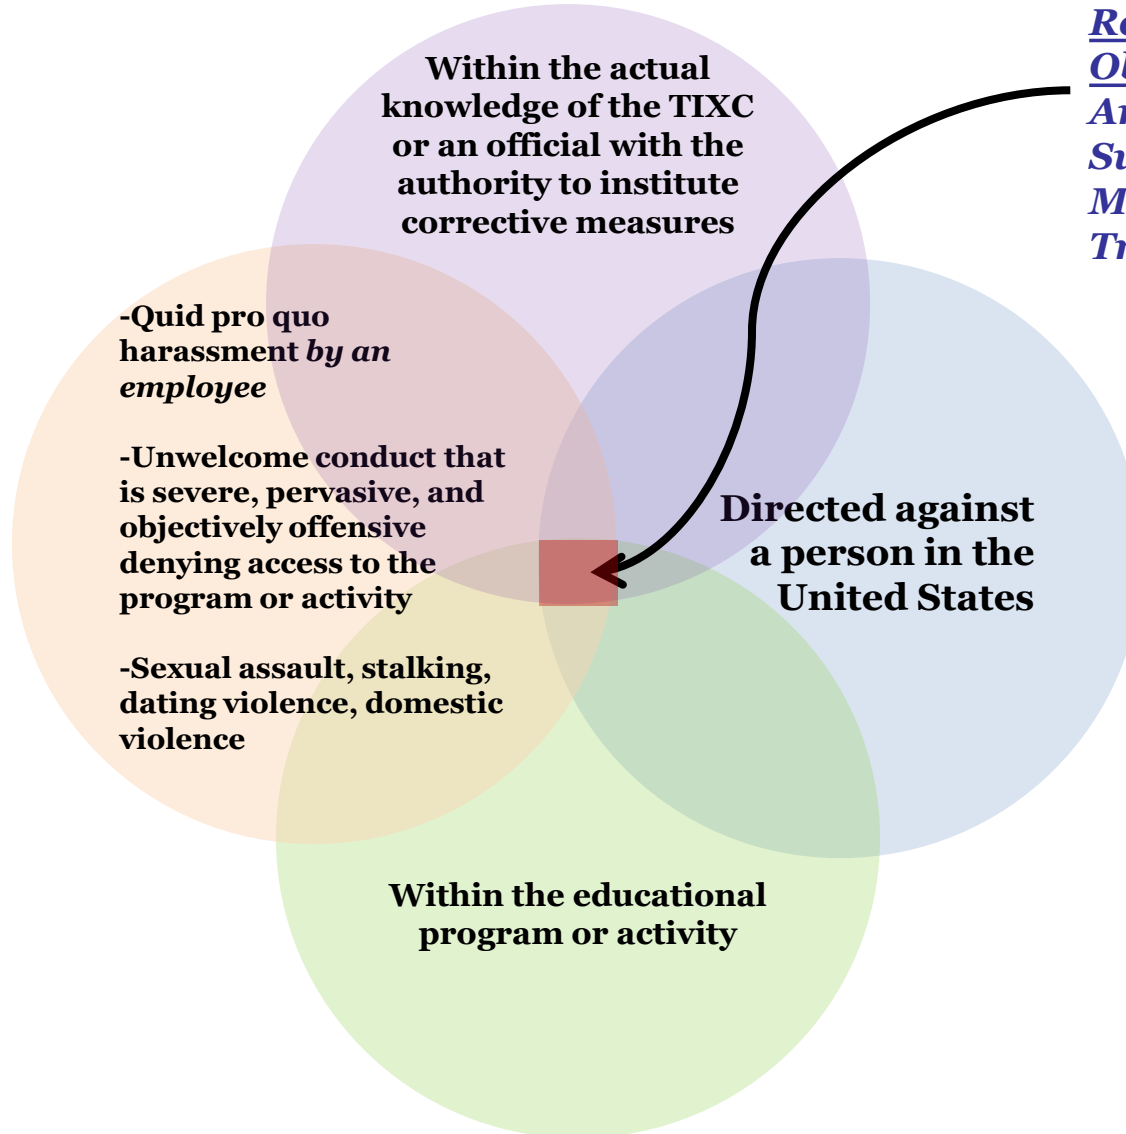 Within the actual
knowledge of the TIXC
or an official with the
authority to institute
corrective measures
-Quid pro quo
harassment by an
employee
-Unwelcome conduct that
is severe, pervasive, and
objectively offensive
denying access to the
program or activity
-Sexual assault, stalking,
dating violence, domestic
violence
Directed against
a person in the
United States
Within the educational
program or activity